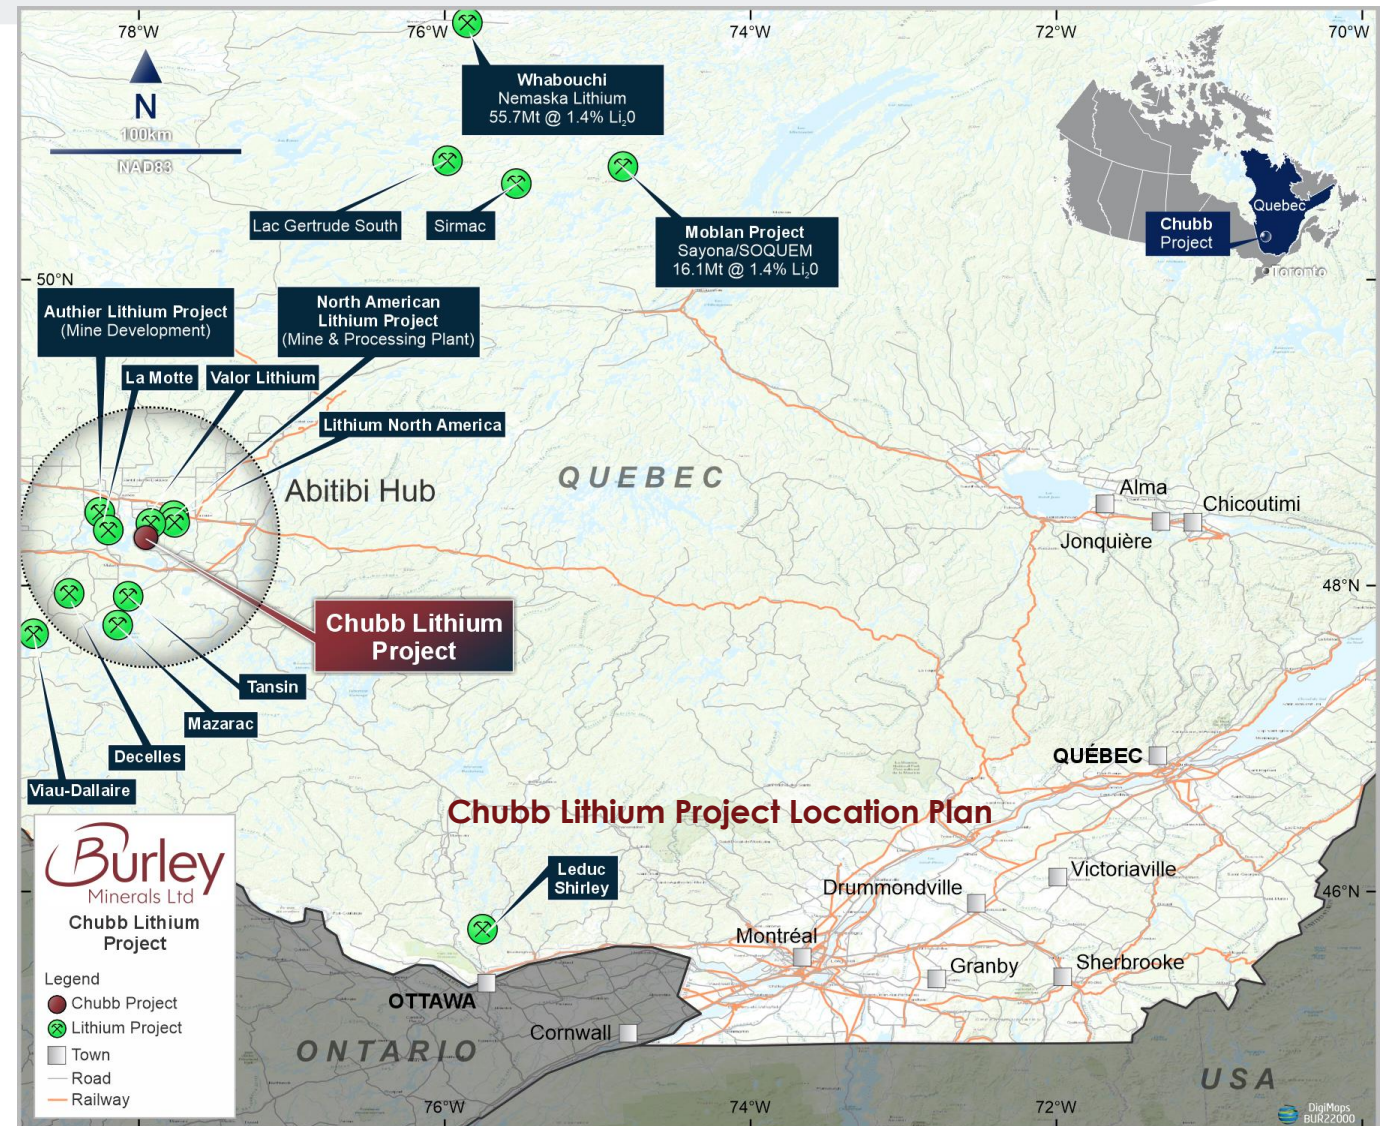 78°W
76°W
74°W
72°W
70°W
N
100km
NAD83
Whabouchi
Nemaska Lithium
55.7Mt @ 1.4% Li₂0
Lac Gertrude South
Sirmac
Moblan Project
Sayona/SOQUEM
16.1Mt @ 1.4% Li₂0
Quebec
Chubb
Project
Toronto
50°N
Authier Lithium Project
(Mine Development)
North American
Lithium Project
(Mine & Processing Plant)
La Motte
Valor Lithium
Lithium North America
Abitibi Hub
QUEBEC
Alma
Chicoutimi
Jonquière
48°N
Chubb Lithium
Project
Tansin
Mazarac
Decelles
Viau-Dallaire
QUÉBEC
Chubb Lithium Project Location Plan
Leduc
Shirley
Victoriaville
Drummondville
46°N
Montréal
Granby
Sherbrooke
OTTAWA
Cornwall
ONTARIO
USA
Burley
Minerals Ltd
Chubb Lithium
Project
Legend
Chubb Project
Lithium Project
Town
Road
Railway
76°W
74°W
72°W
DigiMaps
BUR22000